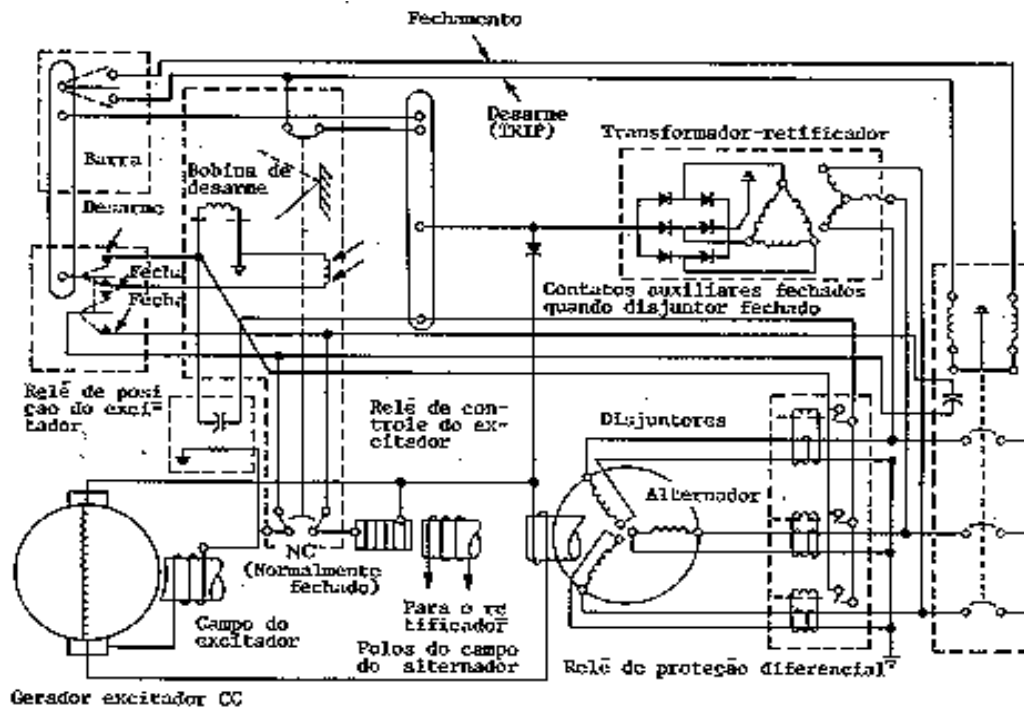 Fechamento
Desarme
(TRIP)
Transformador-retificador
Barra
Bobina de
desarme
Desarme
Fecha
Fecha
Contatos auxiliares fechados
quando disjuntor fechado
Relé de posi
çao do exci-
tador
Relé de con-
trole do ex-
citador
Disjuntores
Alternador
NC
(Normalmente
fechado)
Campo do
excitador
Para o re
tificador
Polos do campo
do alternador
Relé de proteção diferencial
Gerador excitador CC